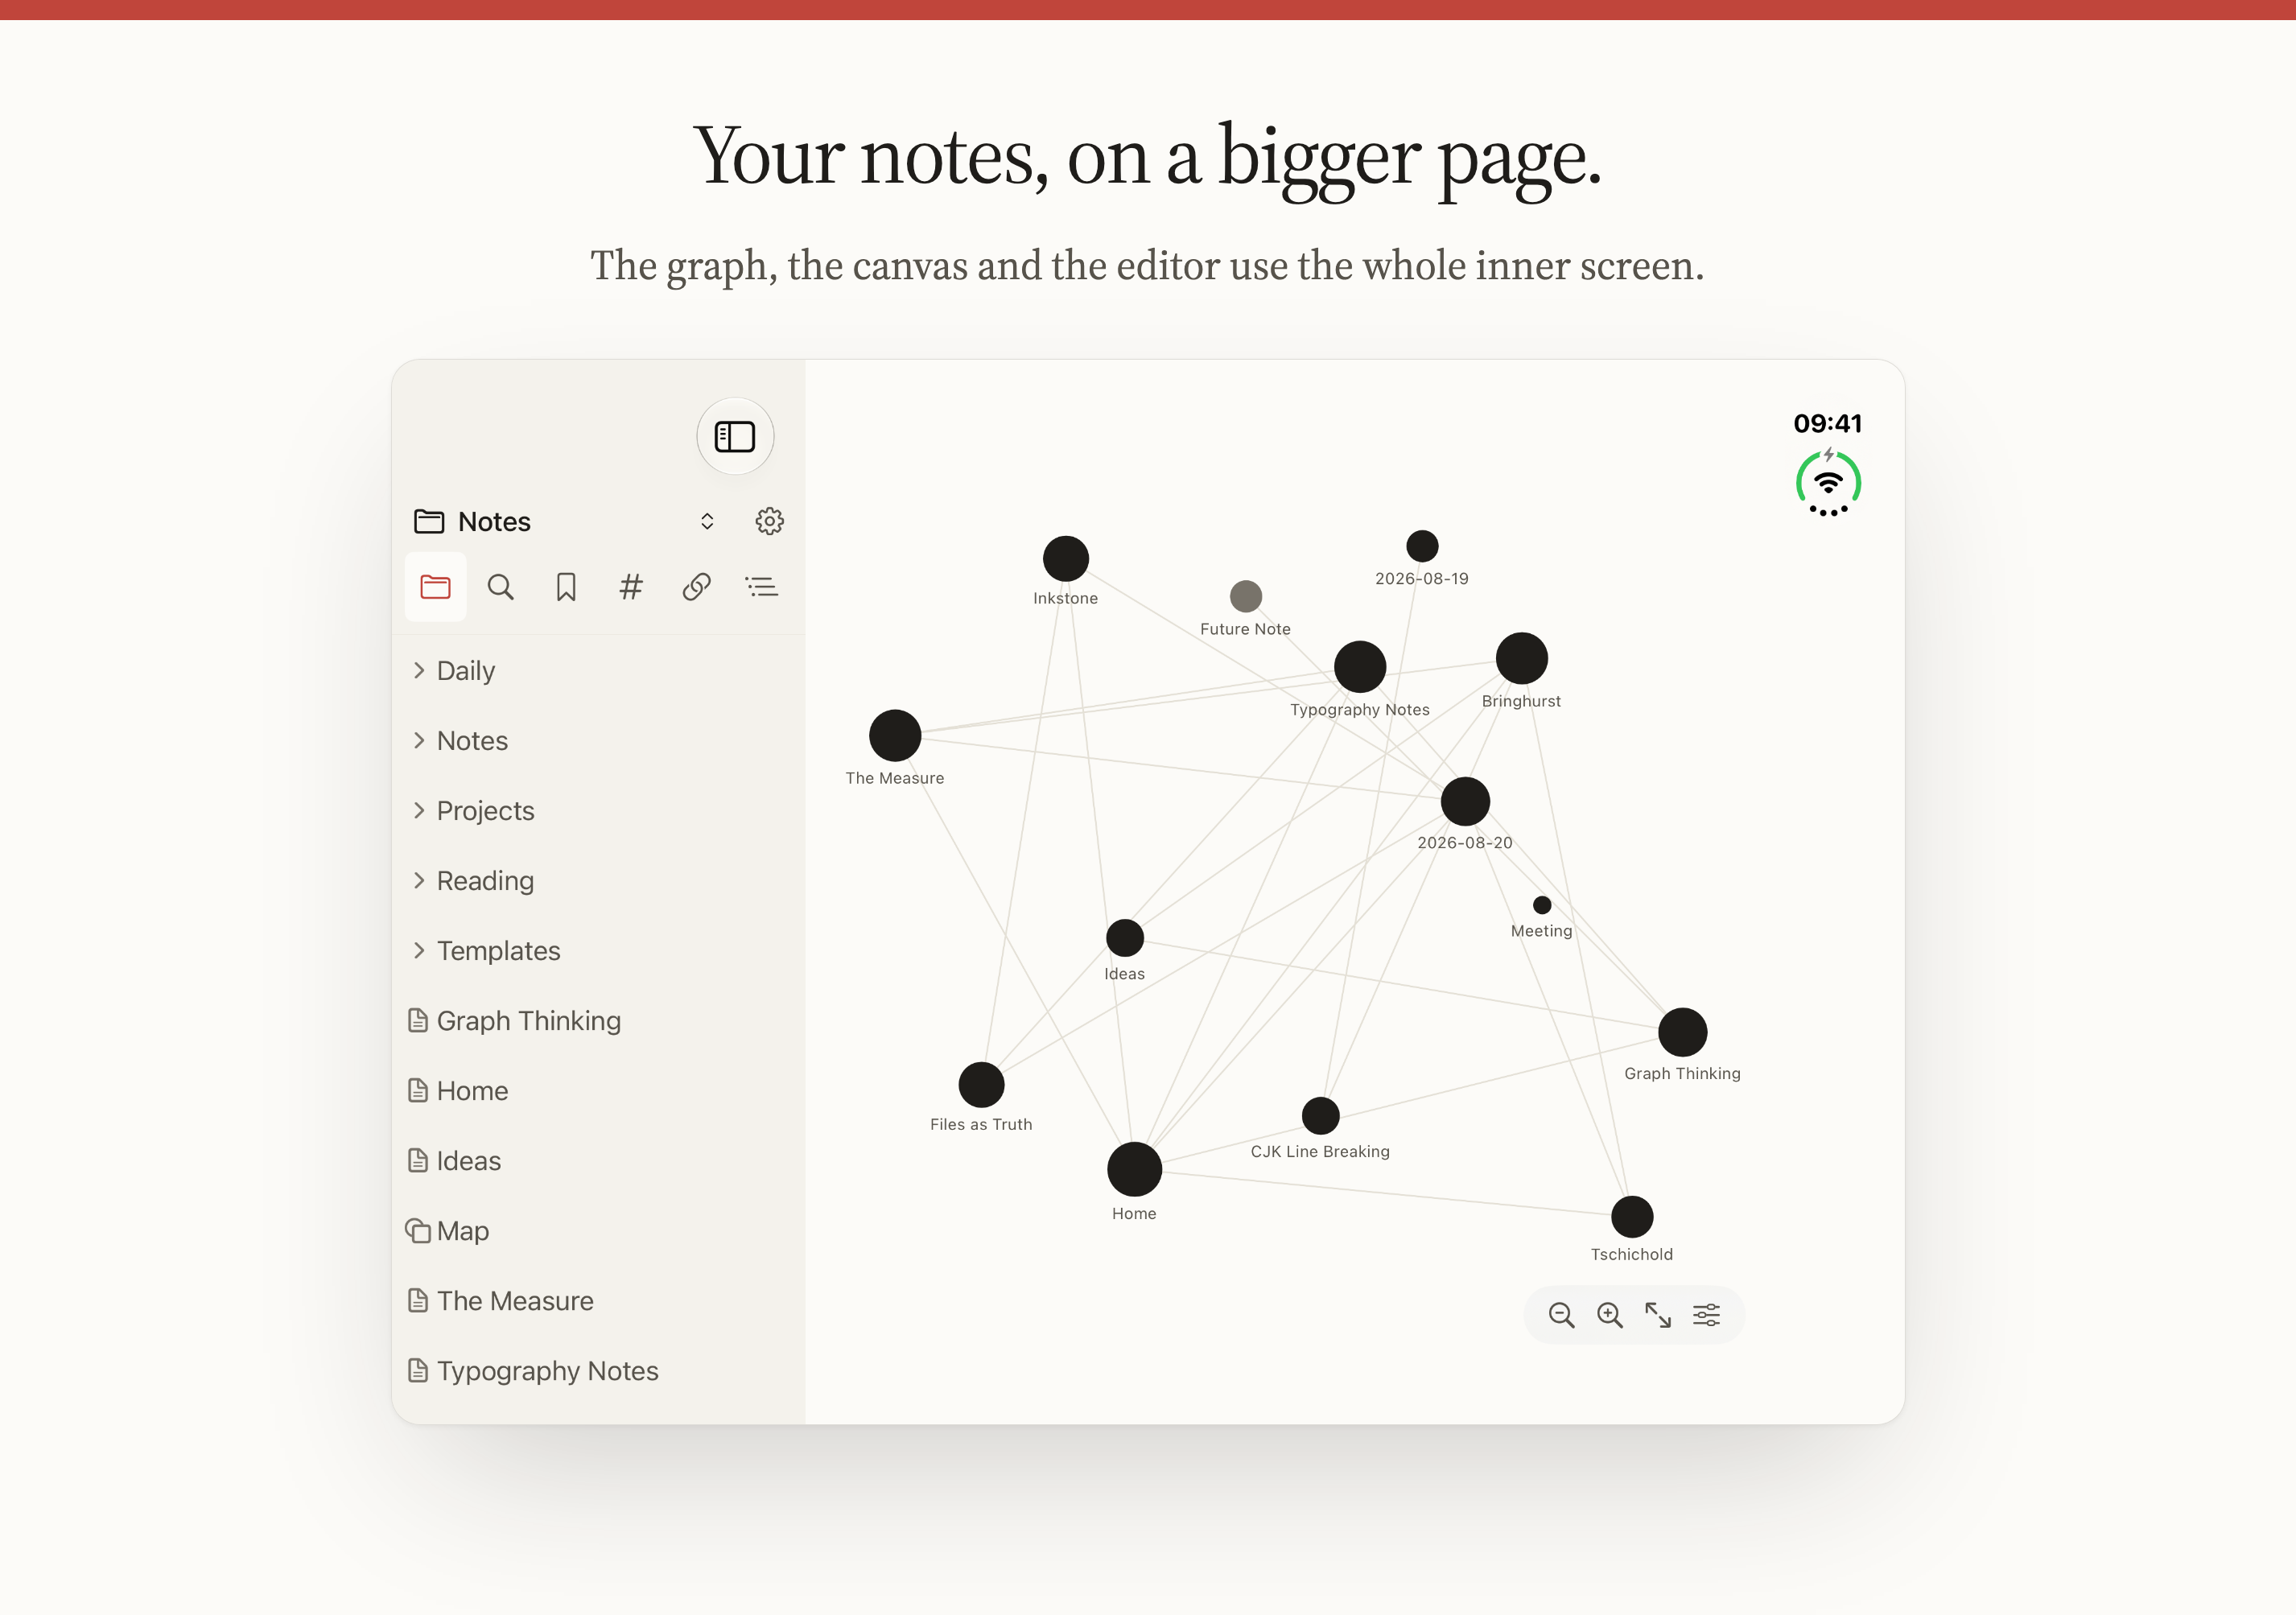 Your notes, on a bigger page.
The graph, the canvas and the editor use the whole inner screen.
09:41
Notes
Daily
Notes
Projects
Reading
Templates
Graph Thinking
Home
Ideas
Map
The Measure
Typography Notes
Inkstone
2026-08-19
Future Note
Typography Notes
Bringhurst
The Measure
2026-08-20
Meeting
Ideas
Graph Thinking
Files as Truth
CJK Line Breaking
Home
Tschichold